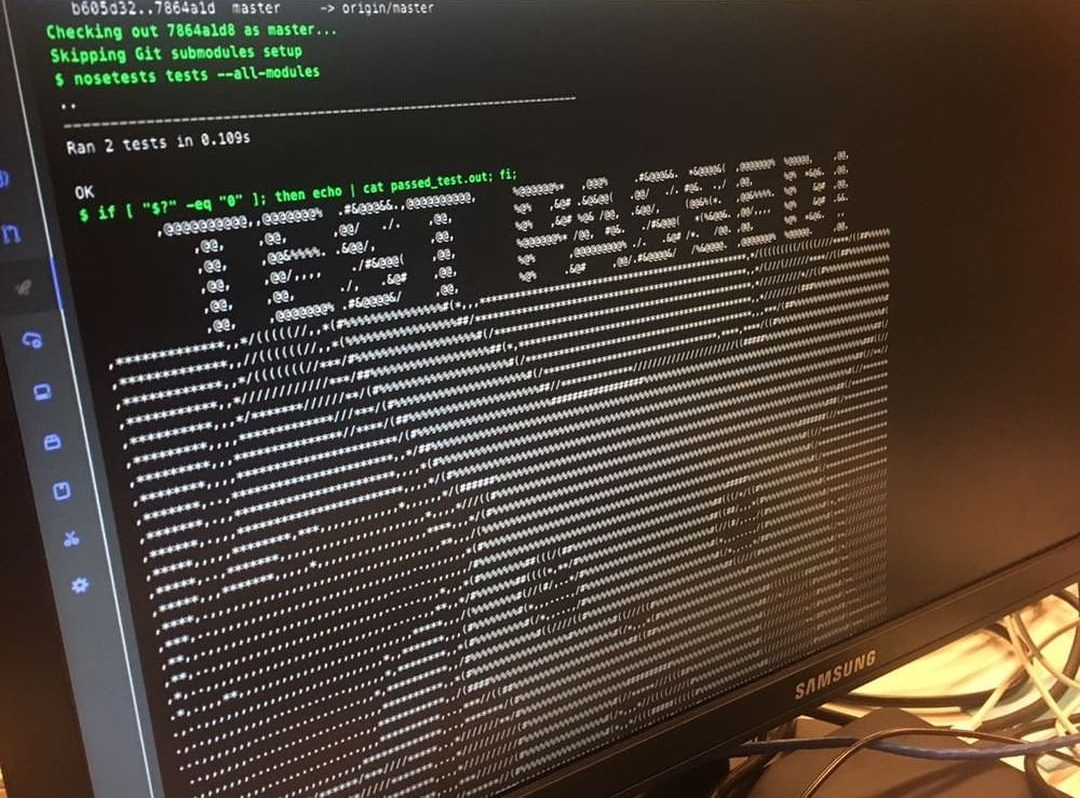 b605d32..7864a1d master -> origin/master
Checking out 7864a1d8 as master...
Skipping Git submodules setup
$ nosetests tests --all-modules
..
----------------------------------------------------------------------
Ran 2 tests in 0.109s
OK
$ if [ "$?" -eq "0" ]; then echo | cat passed_test.out; fi;
TEST PASSED!
SAMSUNG